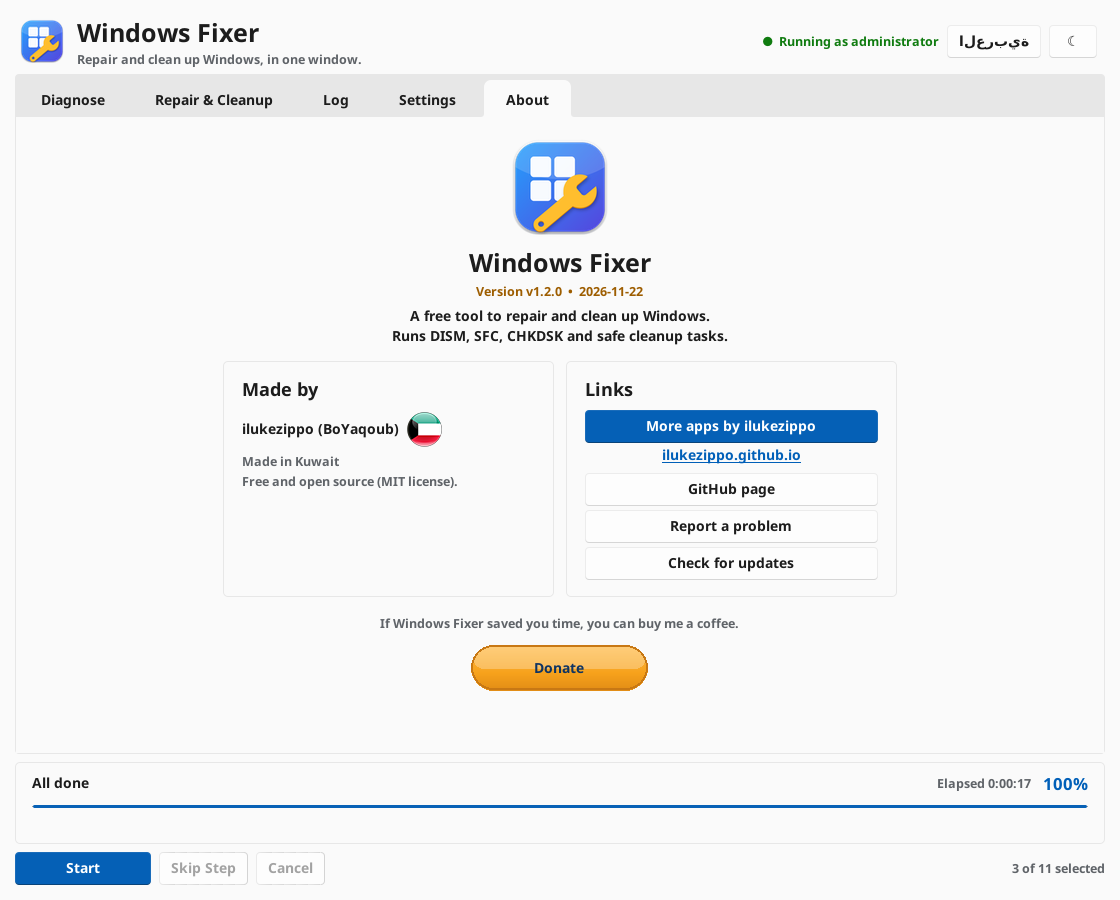 Windows Fixer
Repair and clean up Windows, in one window.
● Running as administrator
العربية
Diagnose
Repair & Cleanup
Log
Settings
About
Windows Fixer
Version v1.2.0 • 2026-11-22
A free tool to repair and clean up Windows.
Runs DISM, SFC, CHKDSK and safe cleanup tasks.
Made by
ilukezippo (BoYaqoub)
Made in Kuwait
Free and open source (MIT license).
Links
More apps by ilukezippo
ilukezippo.github.io
GitHub page
Report a problem
Check for updates
If Windows Fixer saved you time, you can buy me a coffee.
Donate
All done
Elapsed 0:00:17
100%
Start
Skip Step
Cancel
3 of 11 selected